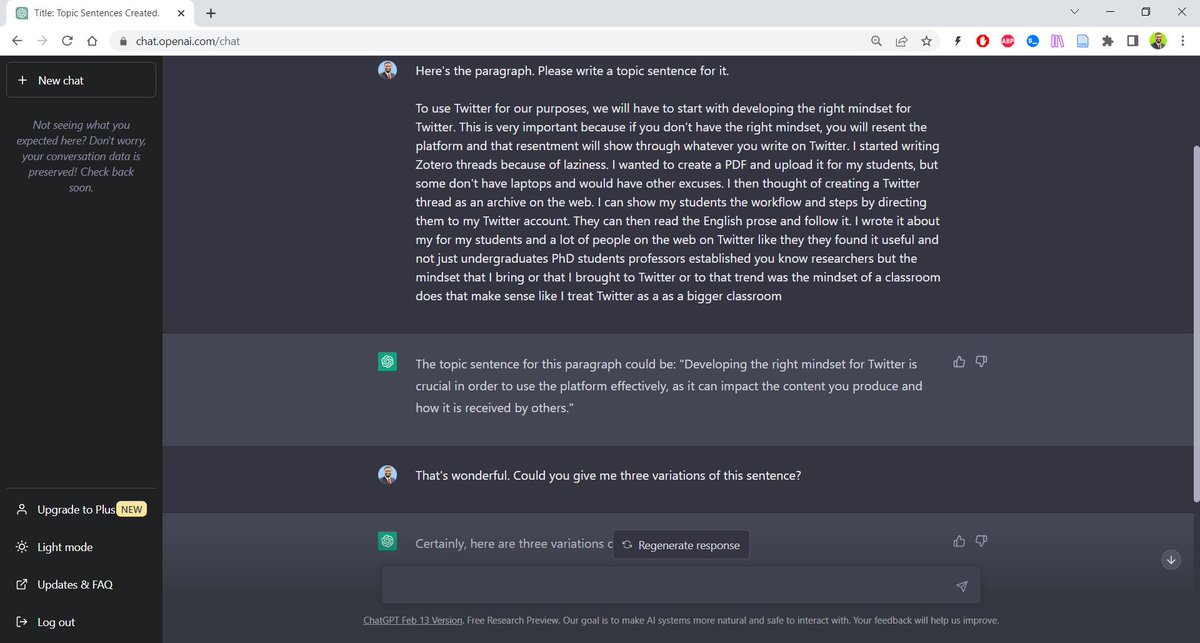 Title: Topic Sentences Created.
chat.openai.com/chat
ABP
New chat
Not seeing what you
expected here? Don't worry,
your conversation data is
preserved! Check back
soon.
Upgrade to Plus NEW
Light mode
Updates & FAQ
Log out
Here's the paragraph. Please write a topic sentence for it.
To use Twitter for our purposes, we will have to start with developing the right mindset for
Twitter. This is very important because if you don't have the right mindset, you will resent the
platform and that resentment will show through whatever you write on Twitter. I started writing
Zotero threads because of laziness. I wanted to create a PDF and upload it for my students, but
some don't have laptops and would have other excuses. I then thought of creating a Twitter
thread as an archive on the web. I can show my students the workflow and steps by directing
them to my Twitter account. They can then read the English prose and follow it. I wrote it about
my for my students and a lot of people on the web on Twitter like they they found it useful and
not just undergraduates PhD students professors established you know researchers but the
mindset that I bring or that I brought to Twitter or to that trend was the mindset of a classroom
does that make sense like I treat Twitter as a as a bigger classroom
The topic sentence for this paragraph could be: "Developing the right mindset for Twitter is
crucial in order to use the platform effectively, as it can impact the content you produce and
how it is received by others."
That's wonderful. Could you give me three variations of this sentence?
Certainly, here are three variations
Regenerate response
ChatGPT Feb 13 Version. Free Research Preview. Our goal is to make AI systems more natural and safe to interact with. Your feedback will help us improve.